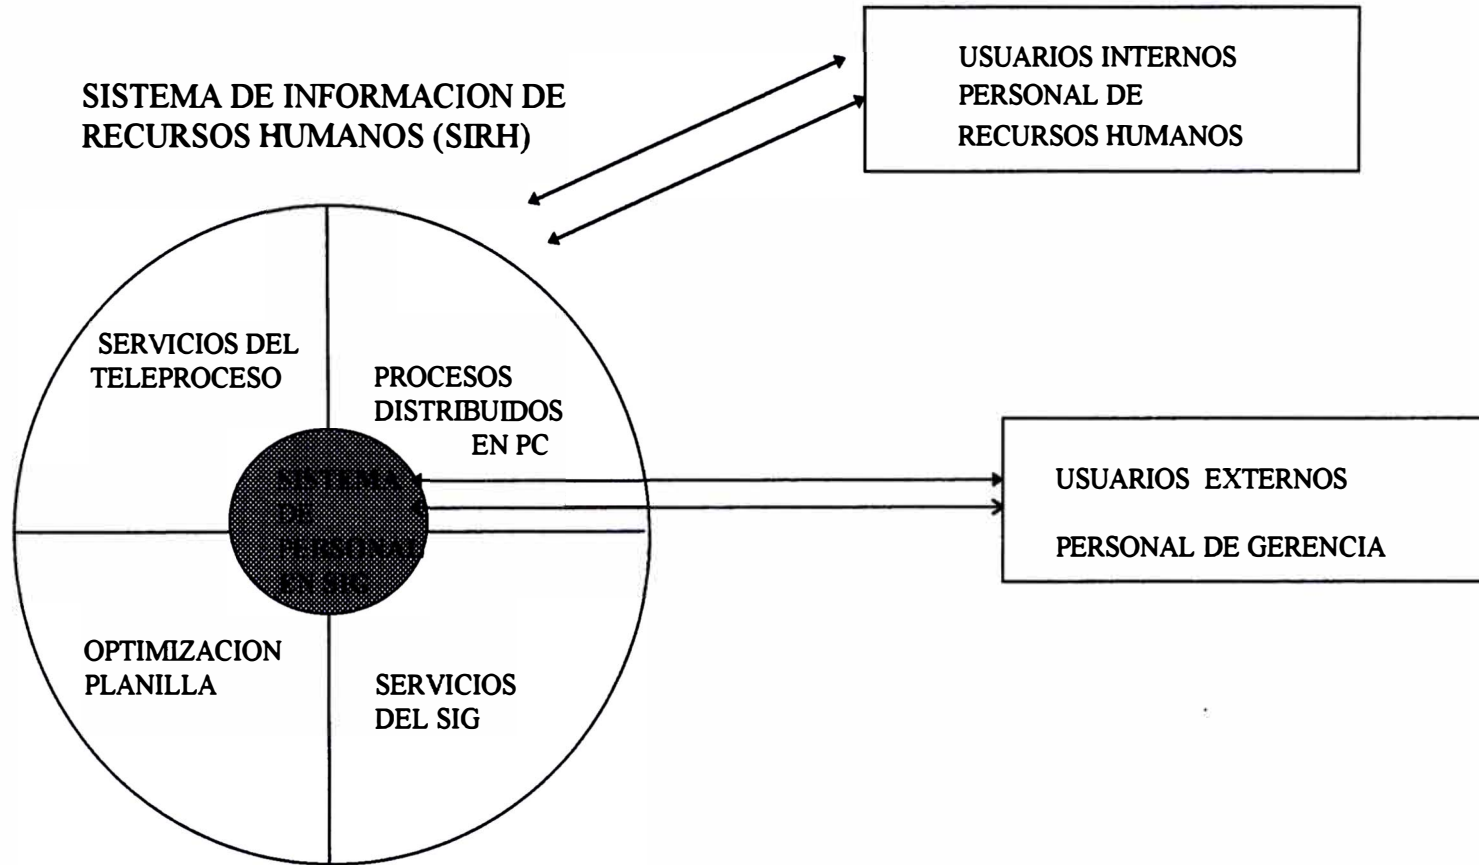 SISTEMA DE INFORMACION DE
RECURSOS HUMANOS (SIRH)
USUARIOS INTERNOS
PERSONAL DE
RECURSOS HUMANOS
SERVICIOS DEL
TELEPROCESO
PROCESOS
DISTRIBUIDOS
EN PC
SISTEMA
DE
PERSONAL
EN SIG
USUARIOS EXTERNOS
PERSONAL DE GERENCIA
OPTIMIZACION
PLANILLA
SERVICIOS
DEL SIG